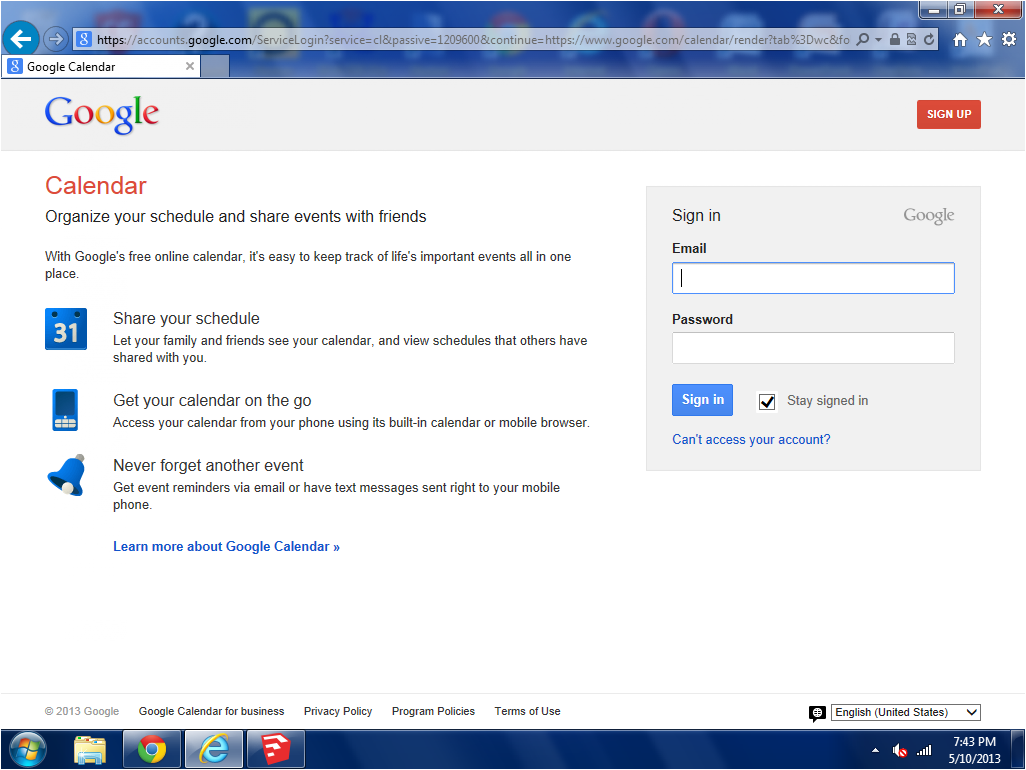 https://accounts.google.com/ServiceLogin?service=cl&passive=1209600&continue=https://www.google.com/calendar/render?tab%3Dwc&fo
8 Google Calendar
Google
SIGN UP
Calendar
Organize your schedule and share events with friends
With Google's free online calendar, it's easy to keep track of life's important events all in one
place.
31
Share your schedule
Let your family and friends see your calendar, and view schedules that others have
shared with you.
Get your calendar on the go
Access your calendar from your phone using its built-in calendar or mobile browser.
Never forget another event
Get event reminders via email or have text messages sent right to your mobile
phone.
Learn more about Google Calendar »
Sign in Google
Email
Password
Sign in Stay signed in
Can't access your account?
© 2013 Google Google Calendar for business Privacy Policy Program Policies Terms of Use English (United States)
7:43 PM
5/10/2013